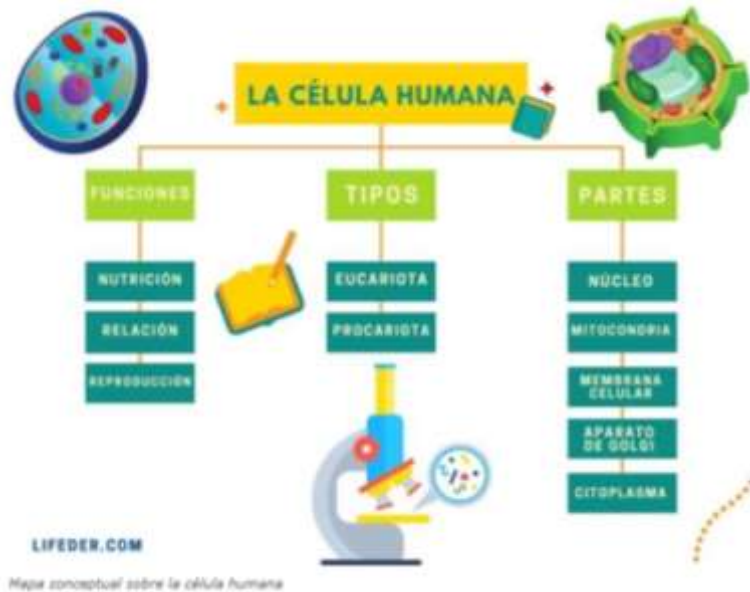 LA CÉLULA HUMANA
FUNCIONES
NUTRICIÓN
RELACIÓN
REPRODUCCIÓN
TIPOS
EUCARIOTA
PROCARIOTA
PARTES
NÚCLEO
MITOCONDRIA
MEMBRANA
CELULAR
APARATO
DE GOLGI
CITOPLASMA
LIFEDER.COM
Mapa conceptual sobre la célula humana